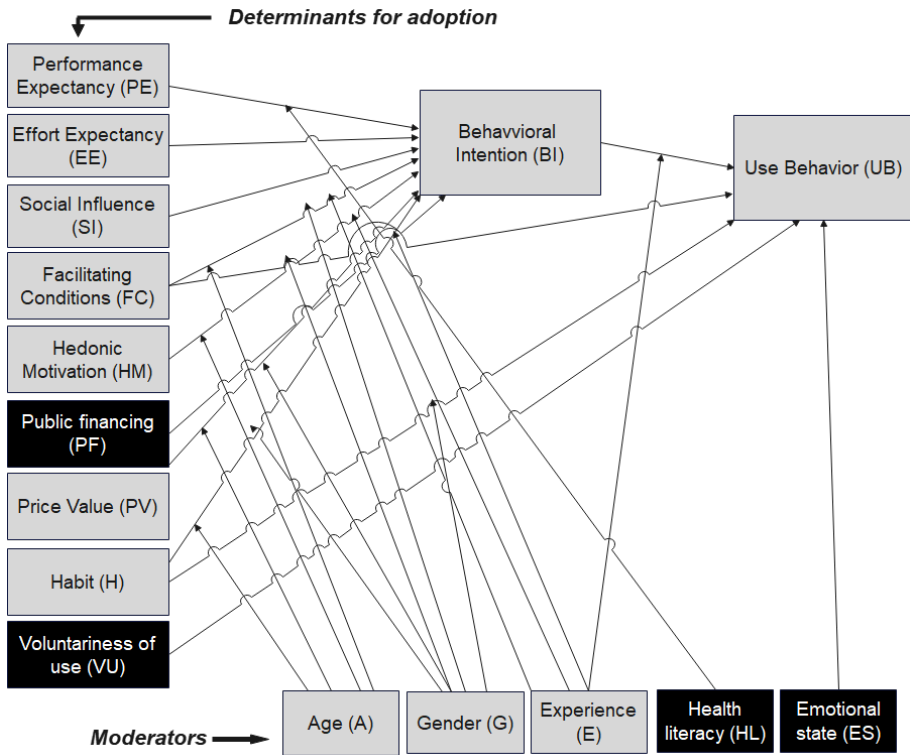 Determinants for adoption
Performance
Expectancy (PE)
Effort Expectancy
(EE)
Social Influence
(SI)
Facilitating
Conditions (FC)
Hedonic
Motivation (HM)
Public financing
(PF)
Price Value (PV)
Habit (H)
Voluntariness of
use (VU)
Behavvioral
Intention (BI)
Use Behavior (UB)
Moderators
Age (A)
Gender (G)
Experience
(E)
Health
literacy (HL)
Emotional
state (ES)